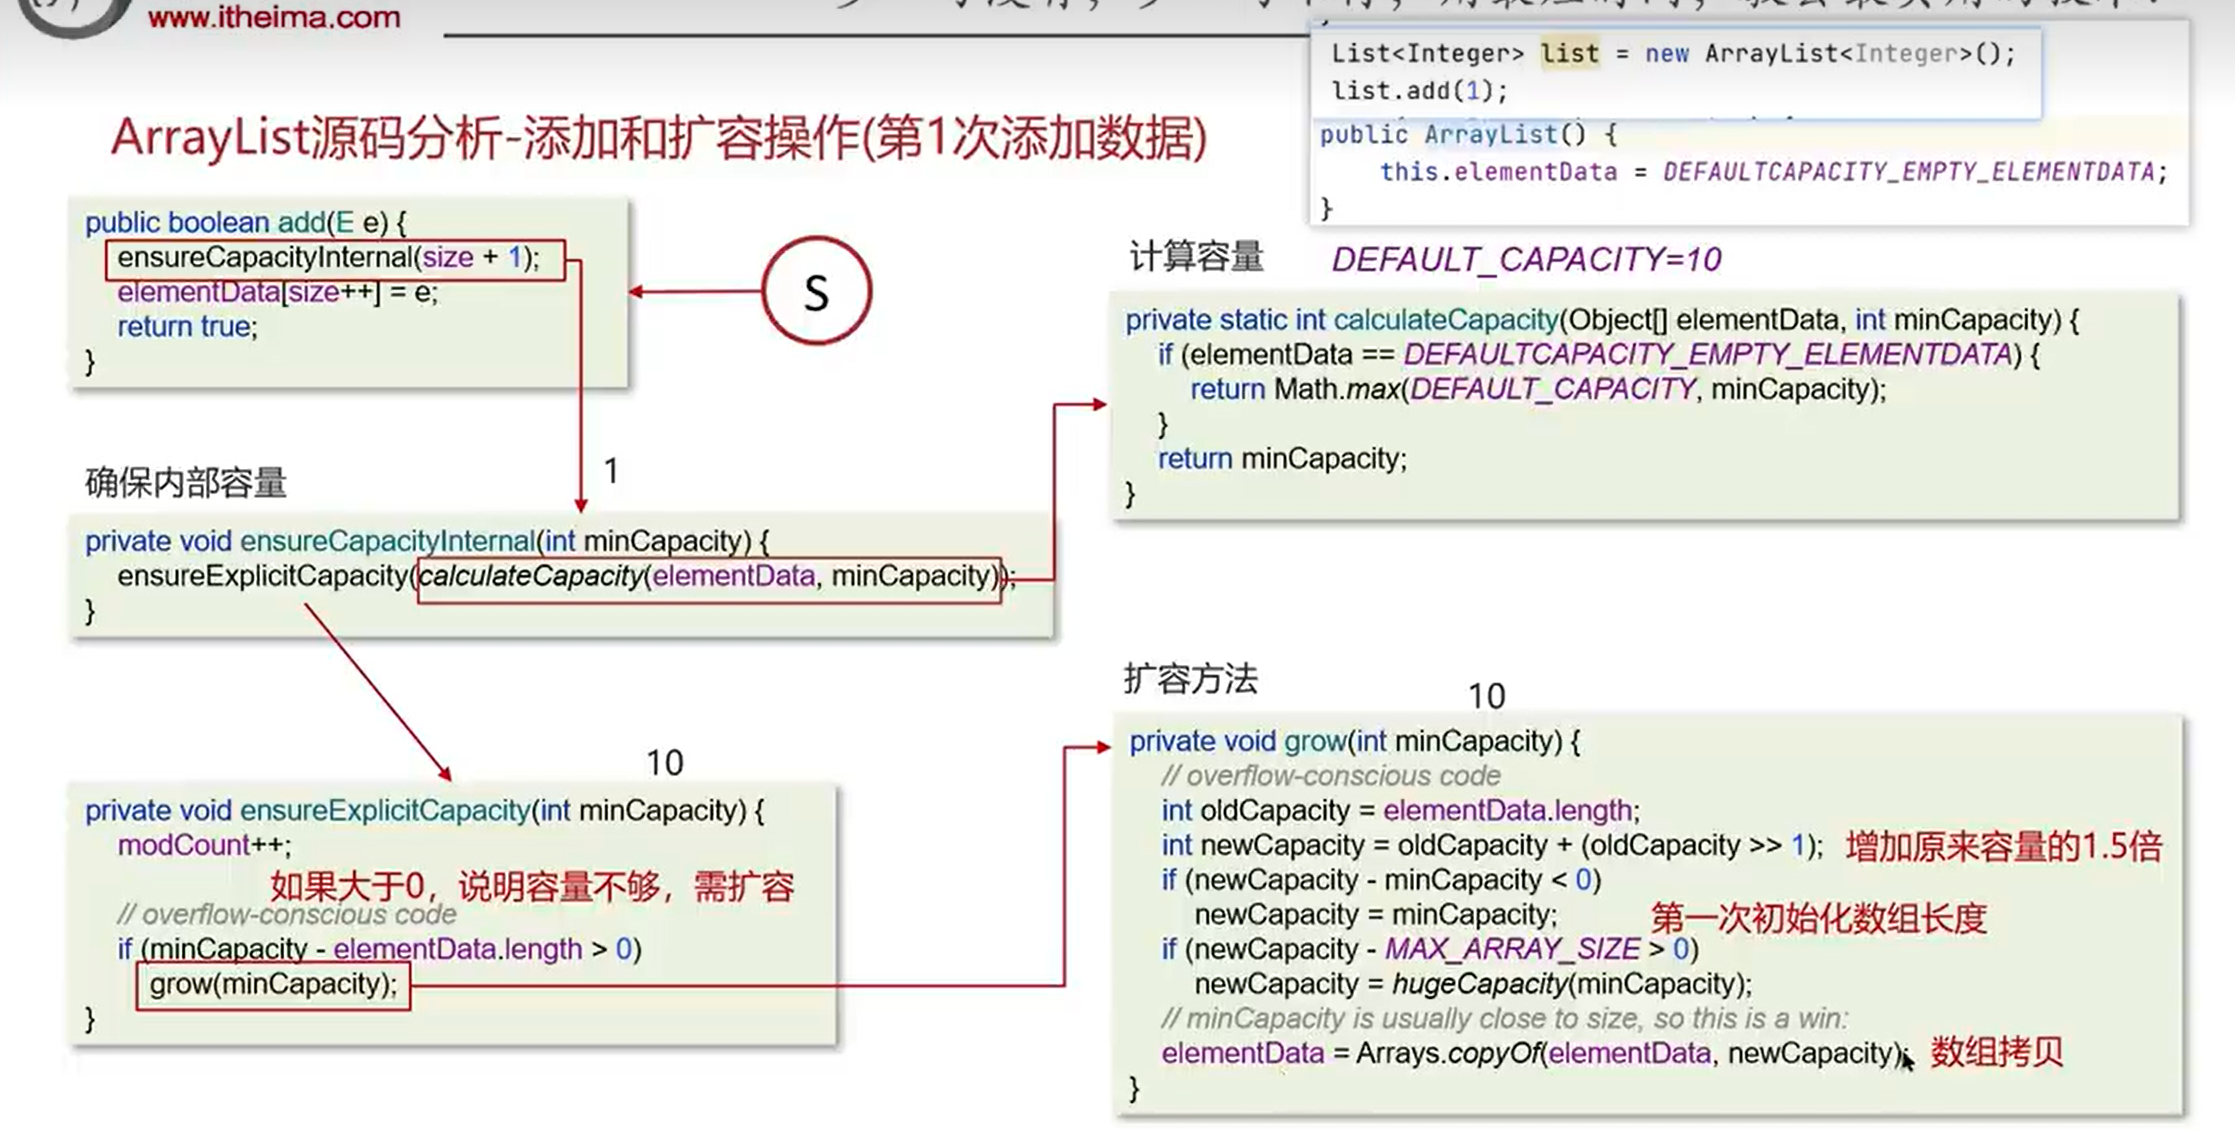 www.itheima.com
List<Integer> list = new ArrayList<Integer>();
list.add(1);
public ArrayList() {
this.elementData = DEFAULTCAPACITY_EMPTY_ELEMENTDATA;
}
ArrayList源码分析-添加和扩容操作(第1次添加数据)
public boolean add(E e) {
ensureCapacityInternal(size + 1);
elementData[size++] = e;
return true;
}
S
计算容量 DEFAULT_CAPACITY=10
private static int calculateCapacity(Object[] elementData, int minCapacity) {
if (elementData == DEFAULTCAPACITY_EMPTY_ELEMENTDATA) {
return Math.max(DEFAULT_CAPACITY, minCapacity);
}
return minCapacity;
}
1
确保内部容量
private void ensureCapacityInternal(int minCapacity) {
ensureExplicitCapacity(calculateCapacity(elementData, minCapacity));
}
10
private void ensureExplicitCapacity(int minCapacity) {
modCount++;
如果大于0，说明容量不够，需扩容
// overflow-conscious code
if (minCapacity - elementData.length > 0)
grow(minCapacity);
}
扩容方法
10
private void grow(int minCapacity) {
// overflow-conscious code
int oldCapacity = elementData.length;
int newCapacity = oldCapacity + (oldCapacity >> 1); 增加原来容量的1.5倍
if (newCapacity - minCapacity < 0)
newCapacity = minCapacity; 第一次初始化数组长度
if (newCapacity - MAX_ARRAY_SIZE > 0)
newCapacity = hugeCapacity(minCapacity);
// minCapacity is usually close to size, so this is a win:
elementData = Arrays.copyOf(elementData, newCapacity); 数组拷贝
}